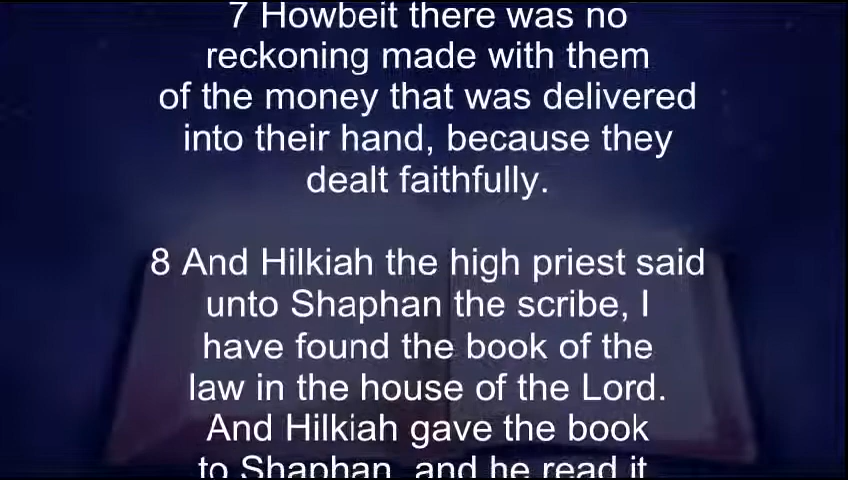 7 Howbeit there was no
reckoning made with them
of the money that was delivered
into their hand, because they
dealt faithfully.
8 And Hilkiah the high priest said
unto Shaphan the scribe, I
have found the book of the
law in the house of the Lord.
And Hilkiah gave the book
to Shaphan, and he read it.